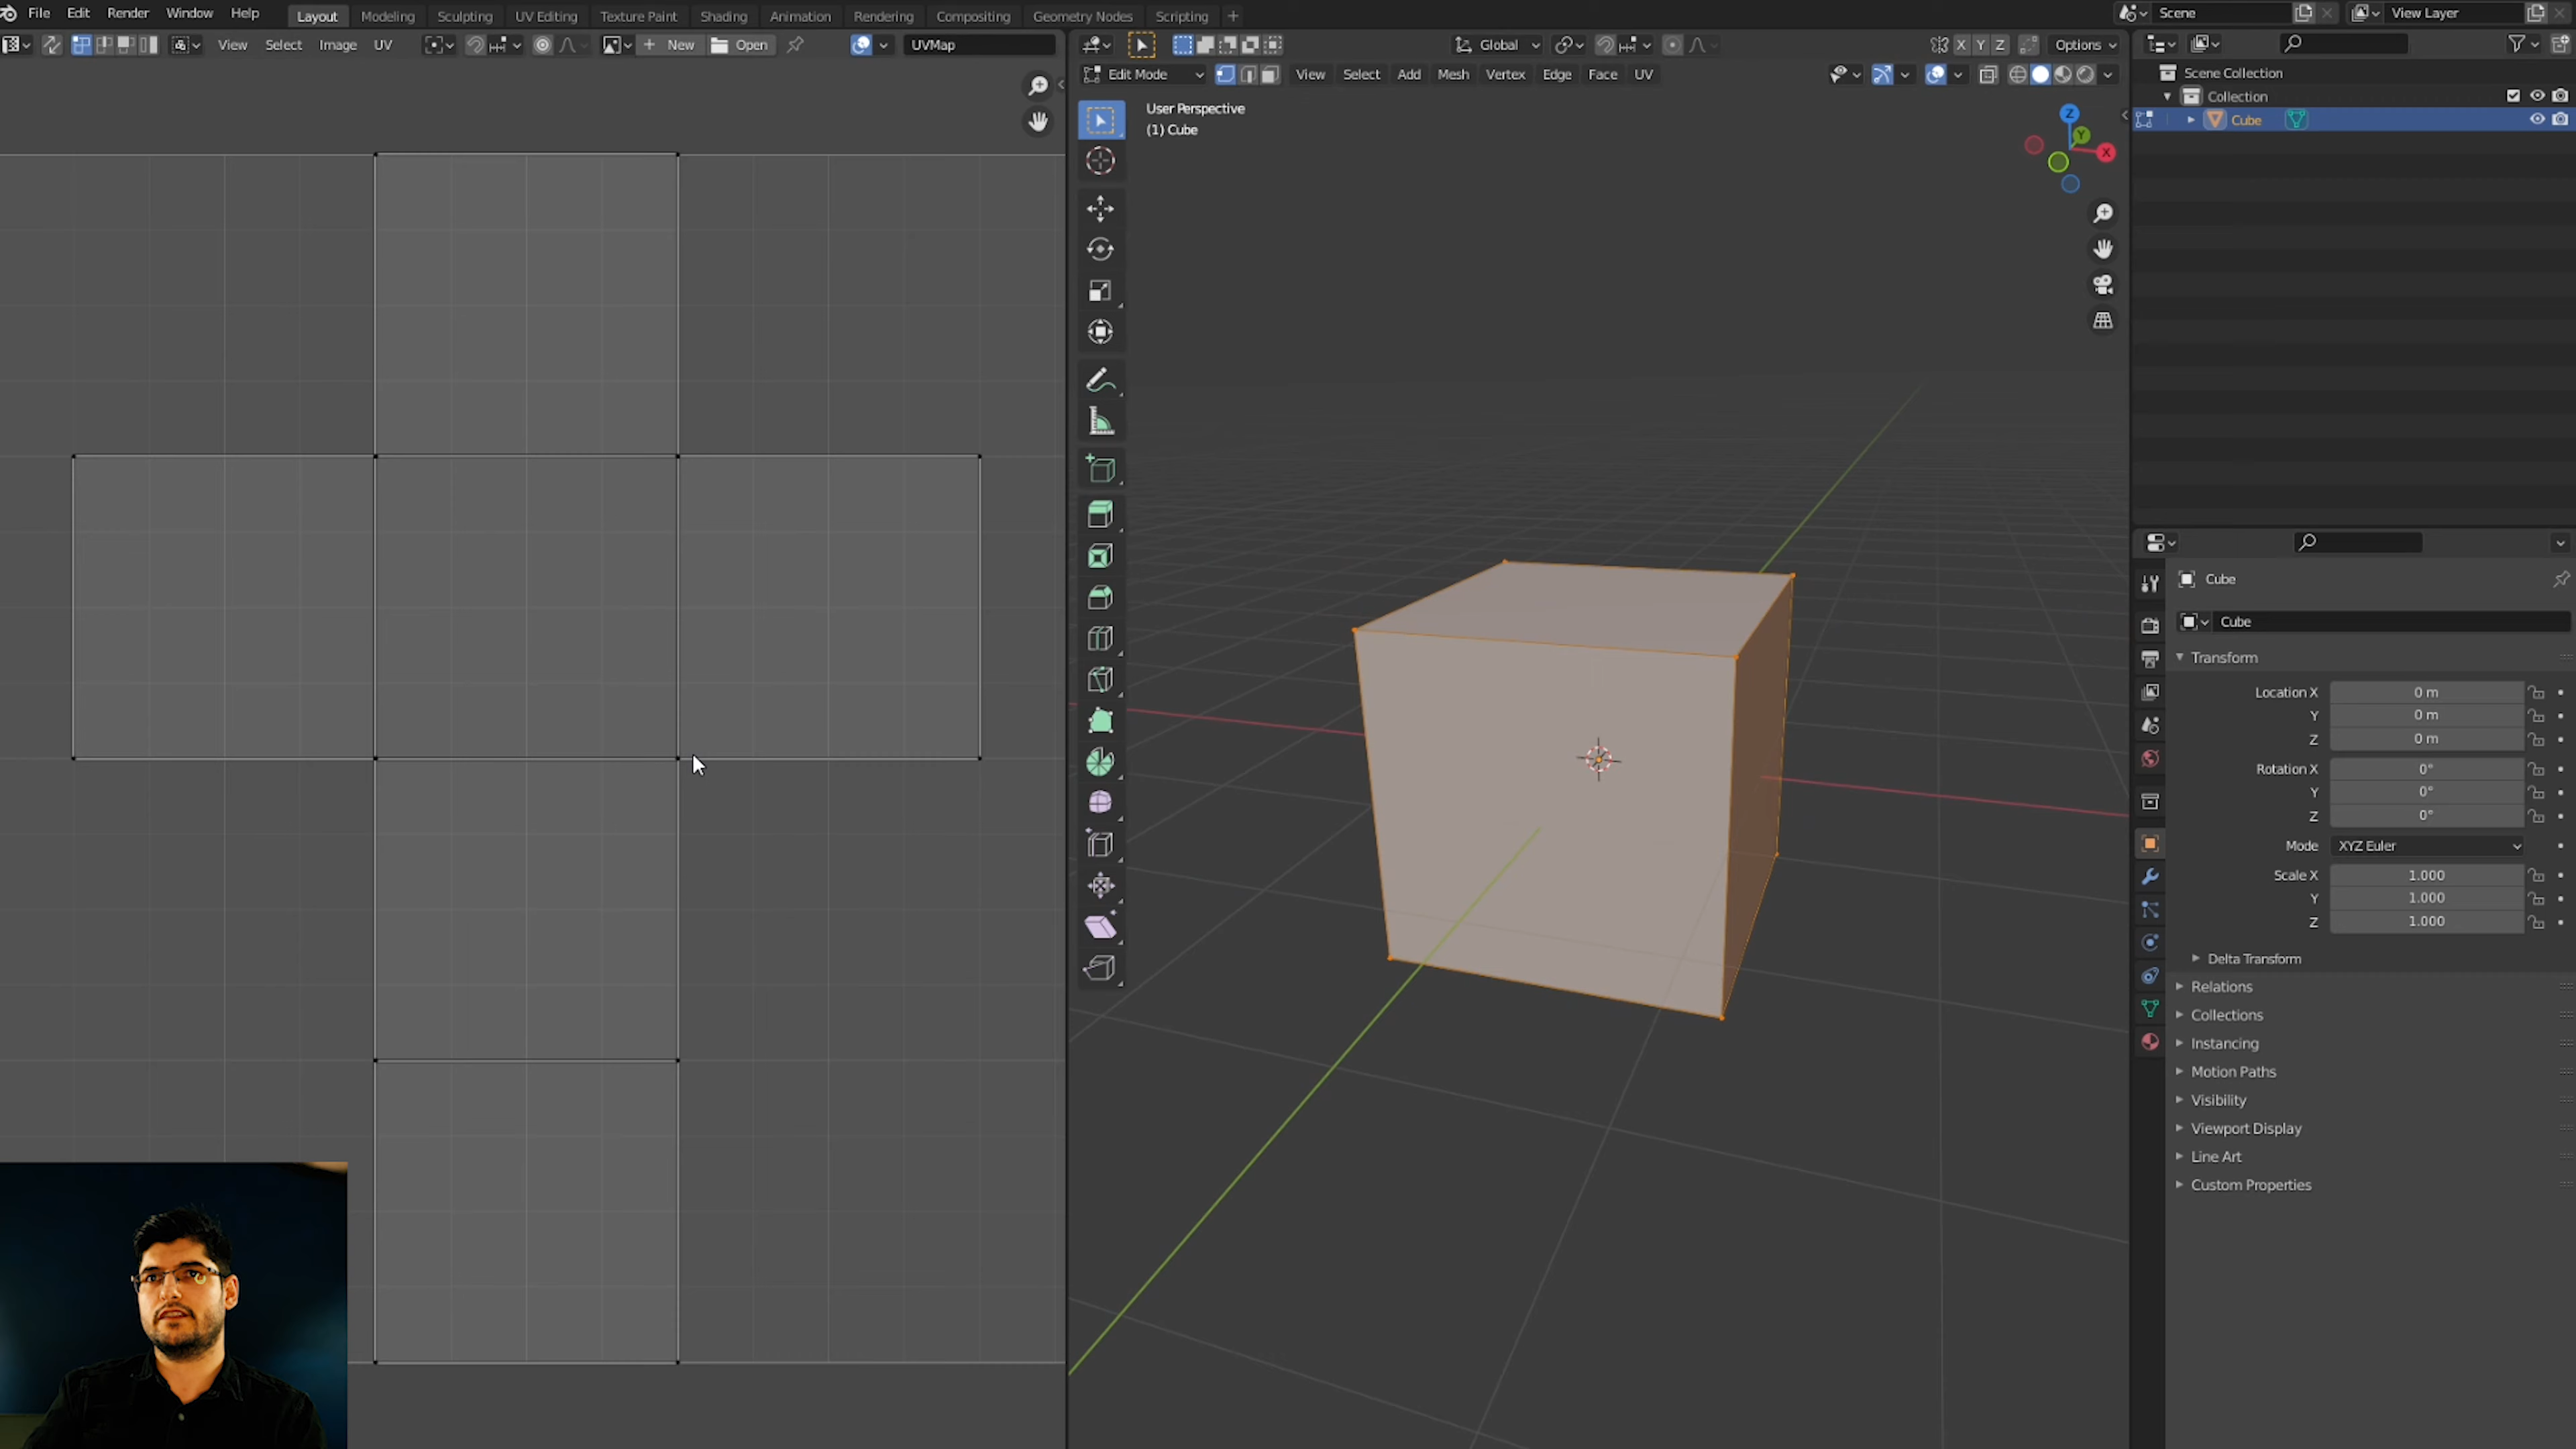 File Edit Render Window Help Layout Modeling Sculpting UV Editing Texture Paint Shading Animation Rendering Compositing Geometry Nodes Scripting + Scene View Layer
View Select Image UV New Open UVMap Global X Y Z Options
Edit Mode View Select Add Mesh Vertex Edge Face UV
User Perspective
(1) Cube
Z
Y
X
Scene Collection
Collection
Cube
Cube
Cube
Transform
Location X 0 m
Y 0 m
Z 0 m
Rotation X 0°
Y 0°
Z 0°
Mode XYZ Euler
Scale X 1.000
Y 1.000
Z 1.000
Delta Transform
Relations
Collections
Instancing
Motion Paths
Visibility
Viewport Display
Line Art
Custom Properties